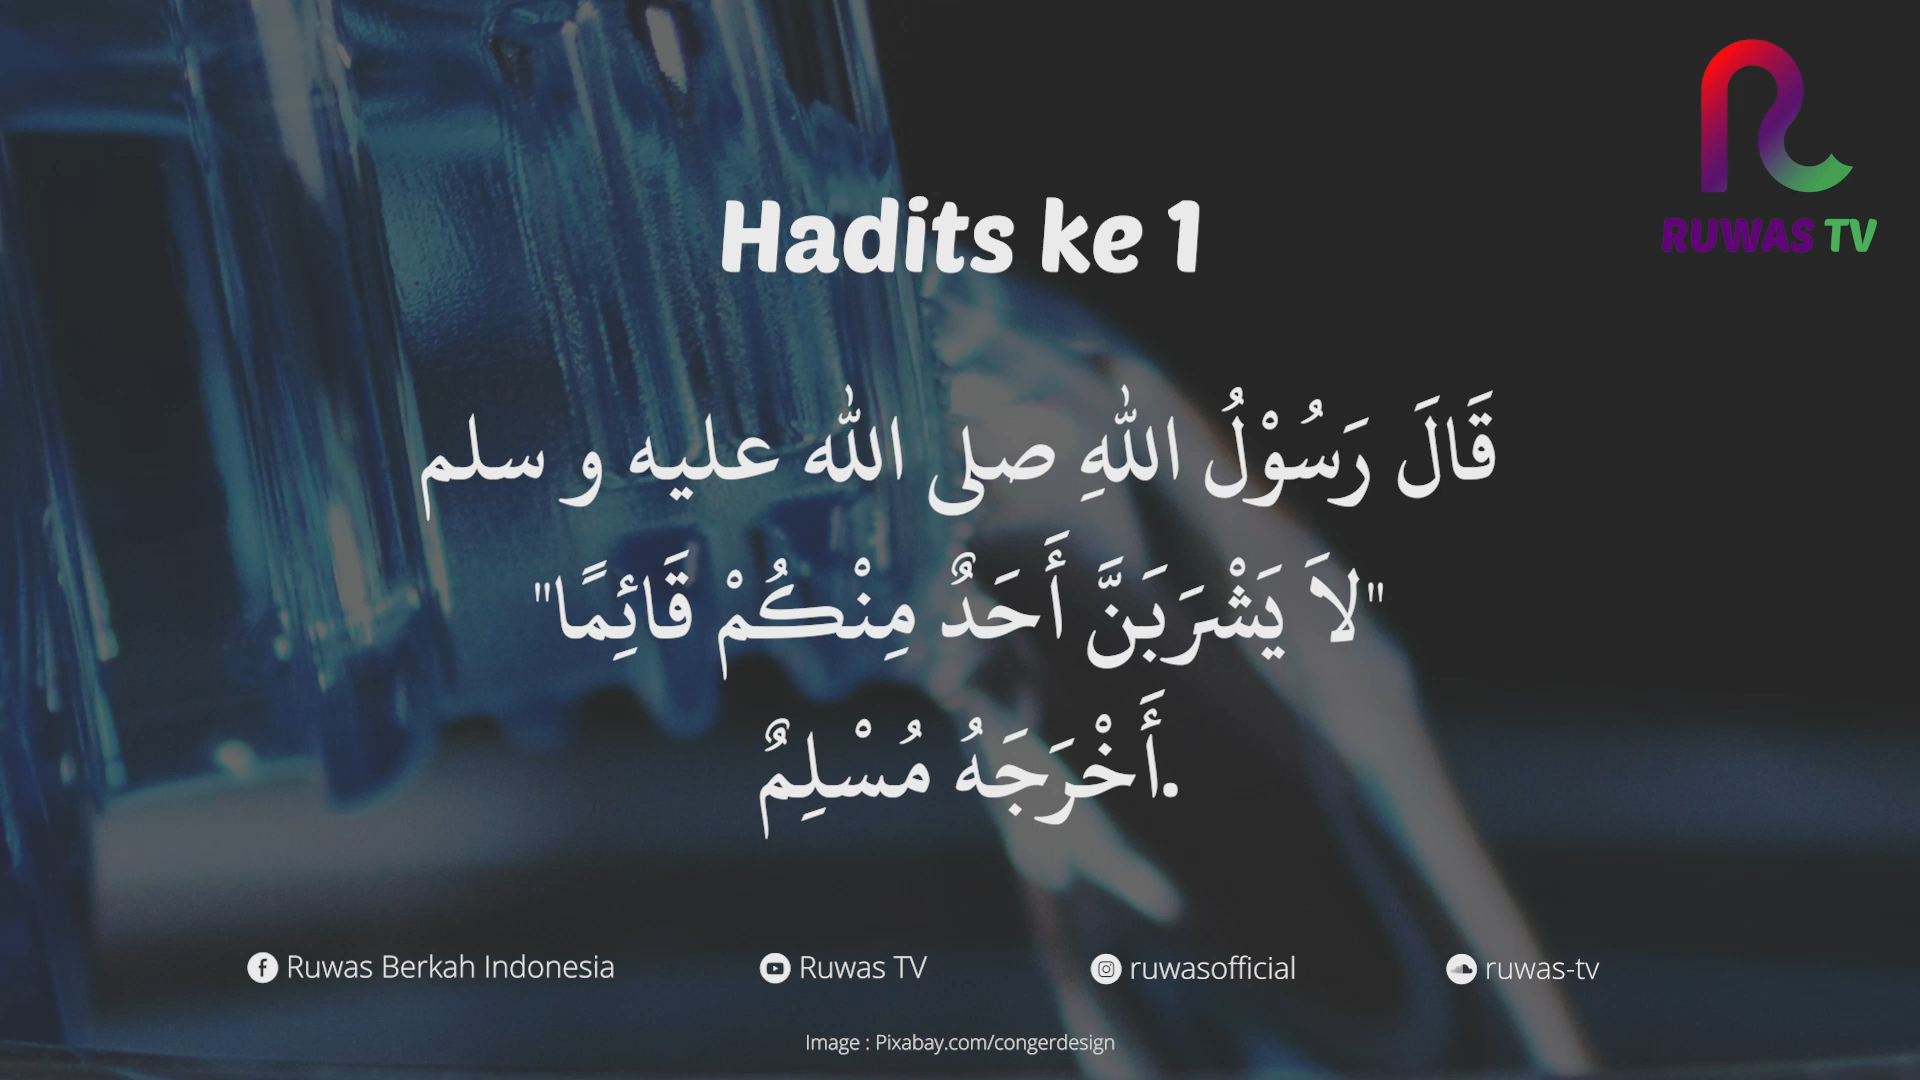 RUWAS TV
Hadits ke 1
قَالَ رَسُوْلُ اللهِ صلى الله عليه و سلم
"لاَ يَشْرَبَنَّ أَحَدٌ مِنْكُمْ قَائِمًا"
.أَخْرَجَهُ مُسْلِمٌ
Ruwas Berkah Indonesia
Ruwas TV
ruwasofficial
ruwas-tv
Image : Pixabay.com/congerdesign